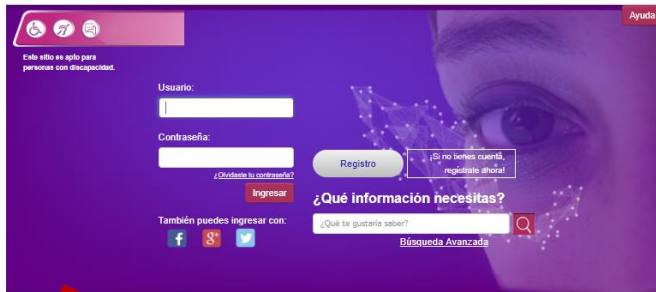 Ayuda
Este sitio es apto para
personas con discapacidad.
Usuario:
Contraseña:
¿Olvidaste tu contraseña?
Ingresar
También puedes ingresar con:
f
g+
Registro
¡Si no tienes cuenta,
regístrate ahora!
¿Qué información necesitas?
¿Qué te gustaría saber?
Búsqueda Avanzada